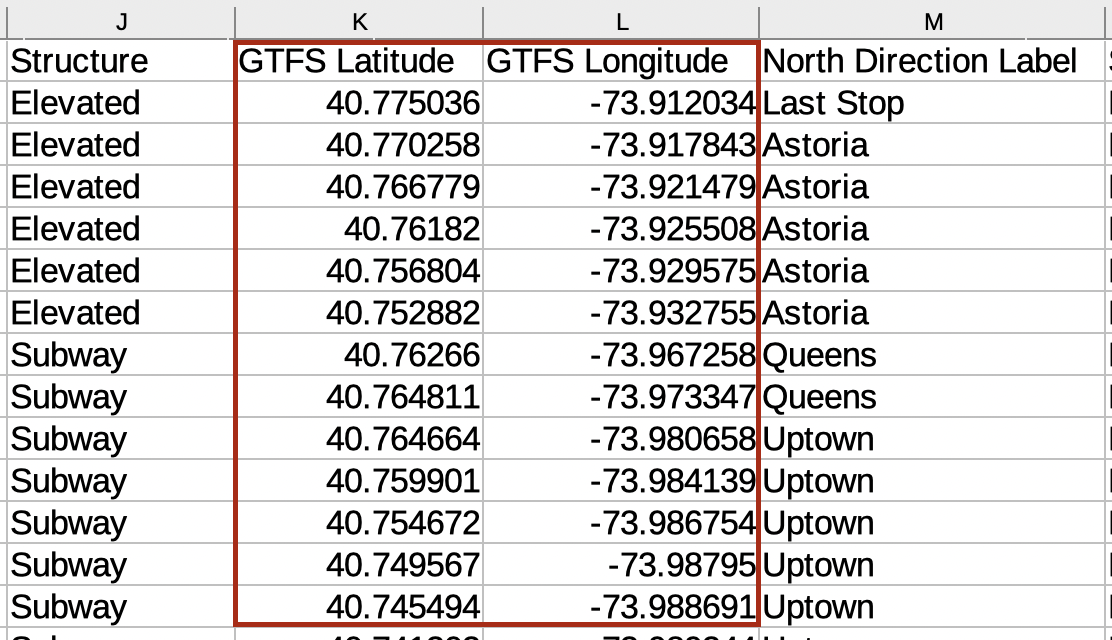 J K L M
Structure GTFS Latitude GTFS Longitude North Direction Label
Elevated 40.775036 -73.912034 Last Stop
Elevated 40.770258 -73.917843 Astoria
Elevated 40.766779 -73.921479 Astoria
Elevated 40.76182 -73.925508 Astoria
Elevated 40.756804 -73.929575 Astoria
Elevated 40.752882 -73.932755 Astoria
Subway 40.76266 -73.967258 Queens
Subway 40.764811 -73.973347 Queens
Subway 40.764664 -73.980658 Uptown
Subway 40.759901 -73.984139 Uptown
Subway 40.754672 -73.986754 Uptown
Subway 40.749567 -73.98795 Uptown
Subway 40.745494 -73.988691 Uptown